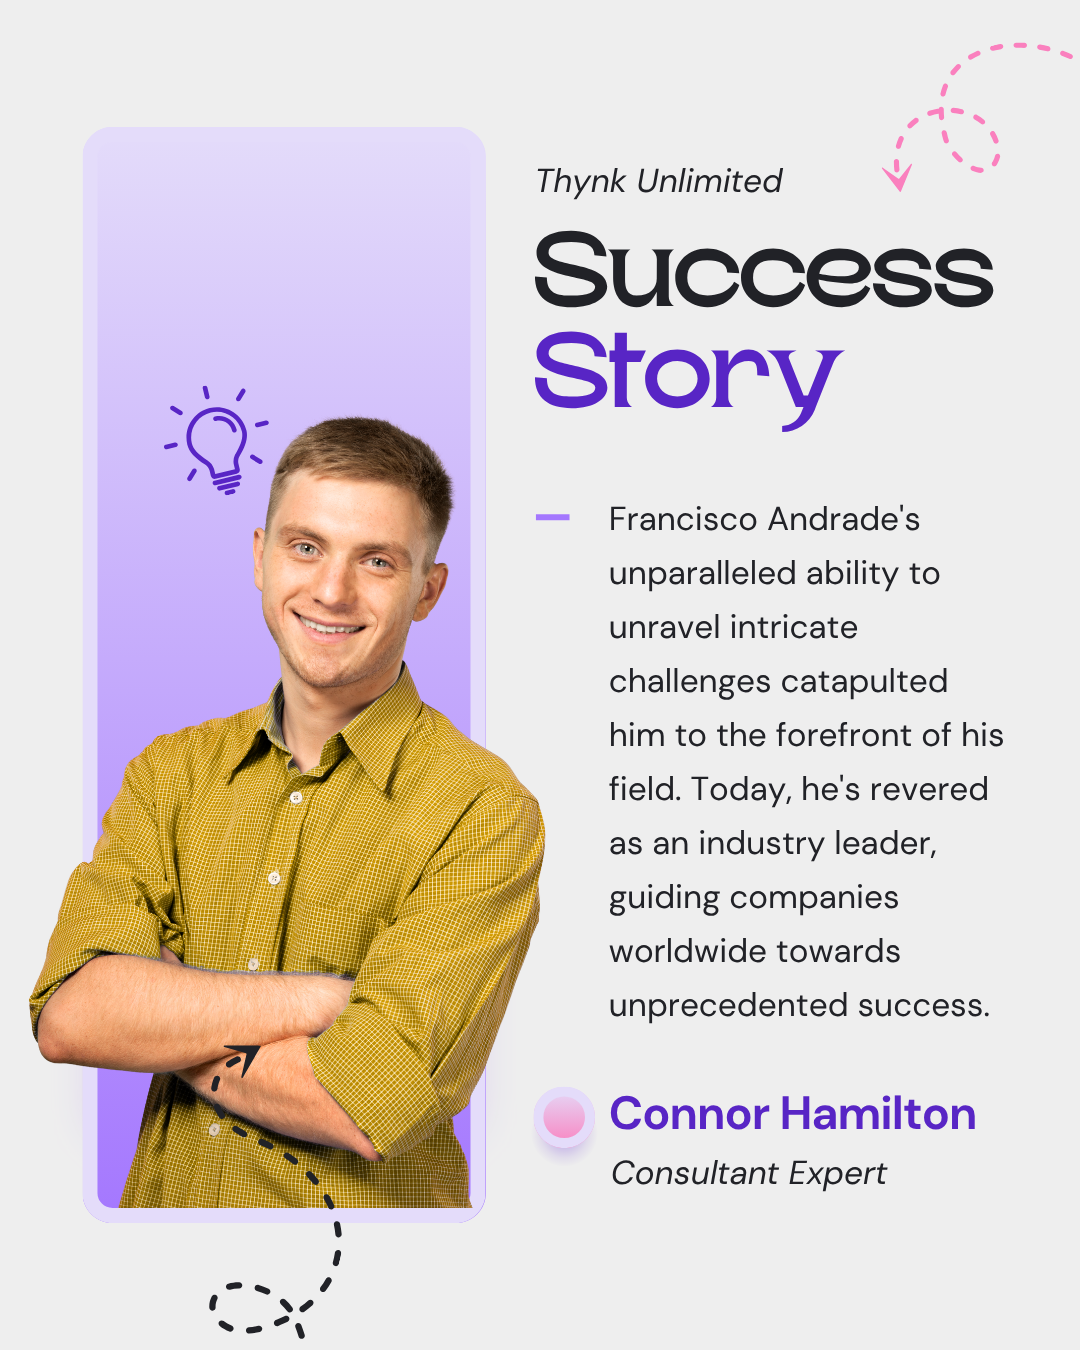 Thynk Unlimited
Success
Story
Francisco Andrade's
unparalleled ability to
unravel intricate
challenges catapulted
him to the forefront of his
field. Today, he's revered
as an industry leader,
guiding companies
worldwide towards
unprecedented success.
Connor Hamilton
Consultant Expert